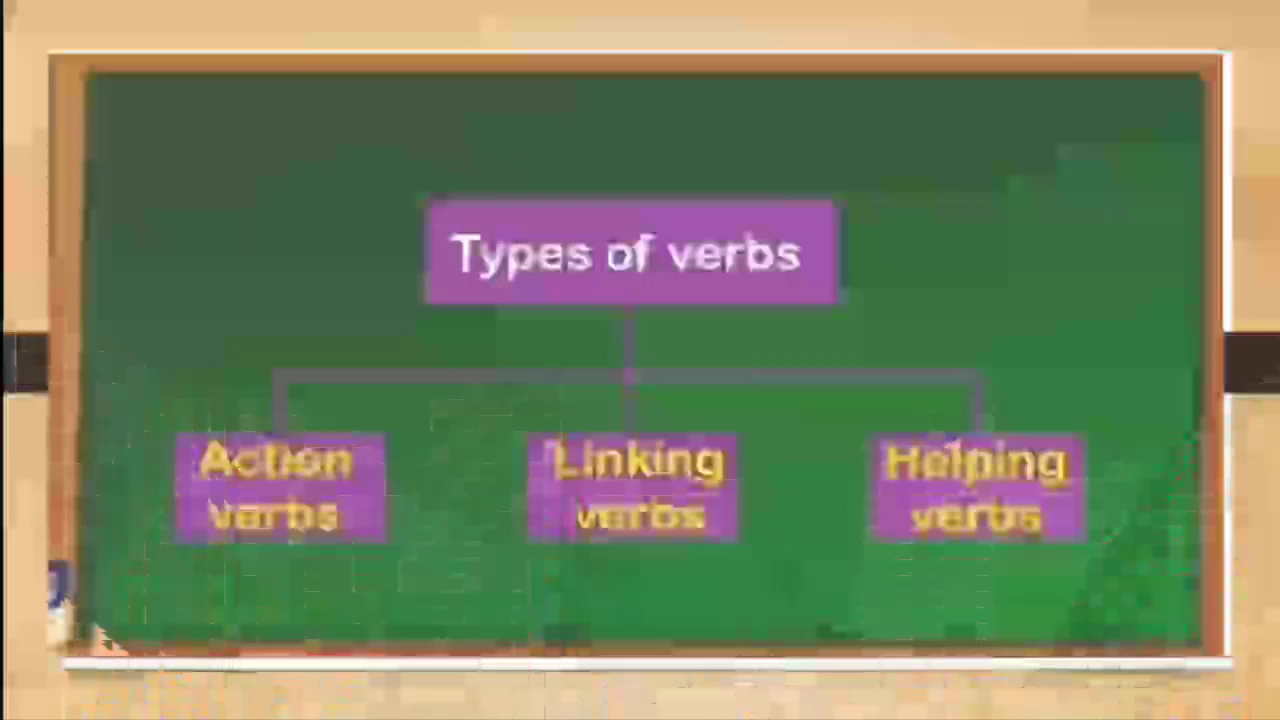 Types of verbs
Action
verbs
Linking
verbs
Helping
verbs